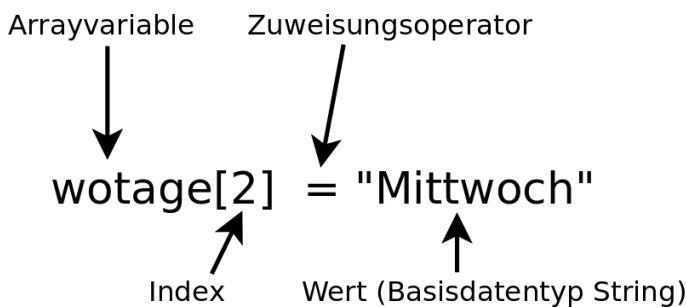 Arrayvariable Zuweisungsoperator
wotage[2] = "Mittwoch"
Index Wert (Basisdatentyp String)